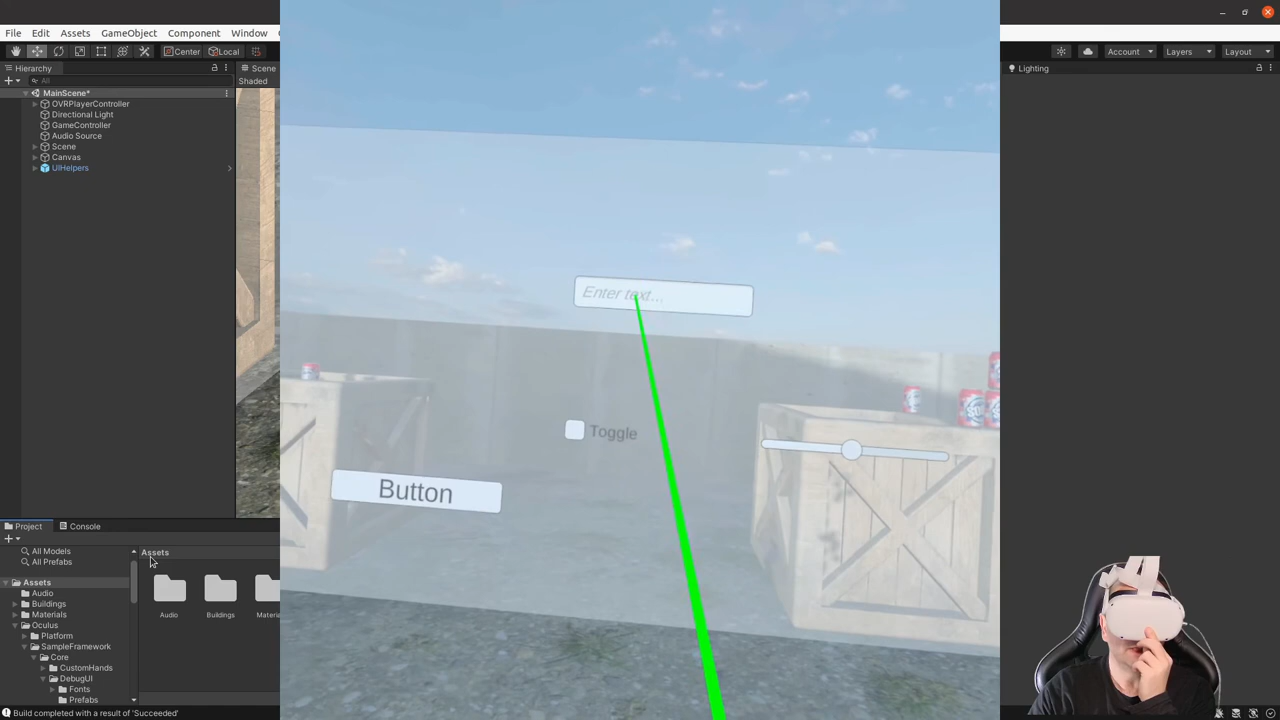 File Edit Assets GameObject Component Window
Center Local
Account Layers Layout
Hierarchy
Scene
Lighting
All
Shaded
MainScene*
OVRPlayerController
Directional Light
GameController
Audio Source
Scene
Canvas
UIHelpers
Enter text...
Toggle
Button
Project Console
All Models
All Prefabs
Assets
Audio
Buildings
Materials
Oculus
Platform
SampleFramework
Core
CustomHands
DebugUI
Fonts
Prefabs
Assets
Audio Buildings Materia
Build completed with a result of 'Succeeded'